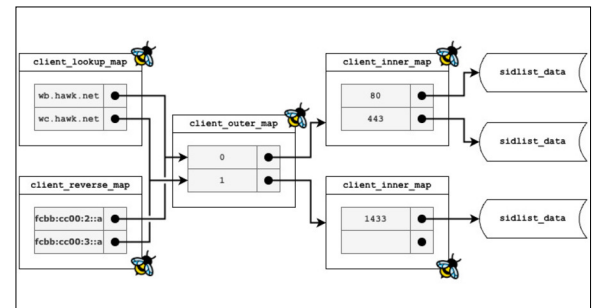 client_lookup_map
wb.hawk.net
wc.hawk.net
client_reverse_map
fcbb:cc00:2::a
fcbb:cc00:3::a
client_outer_map
0
1
client_inner_map
80
443
client_inner_map
1433
sidlist_data
sidlist_data
sidlist_data